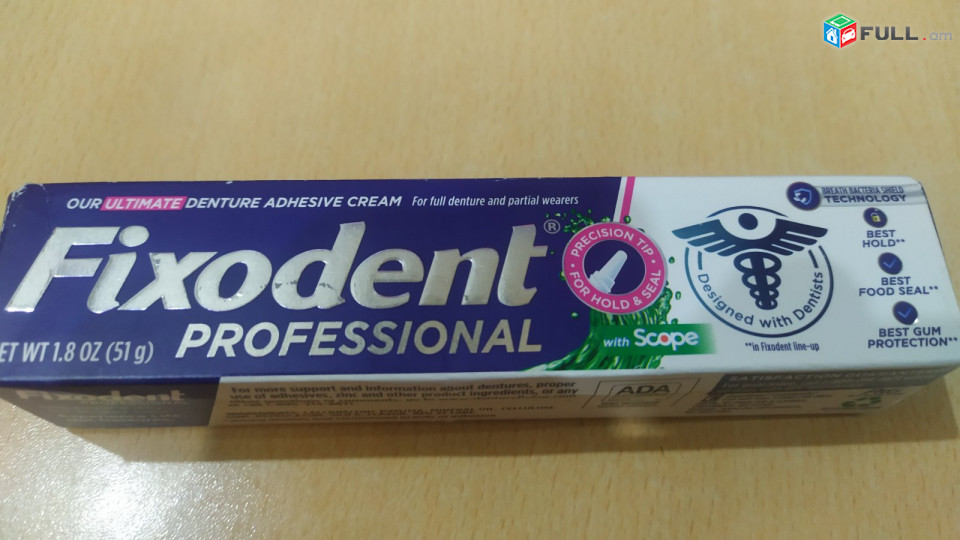 FULL.am
OUR ULTIMATE DENTURE ADHESIVE CREAM For full denture and partial wearers
Fixodent®
PROFESSIONAL
ET WT 1.8 OZ (51 g)
PRECISION TIP
• FOR HOLD & SEAL •
with Scope
Designed with Dentists
**in Fixodent line-up
BREATH BACTERIA SHIELD
TECHNOLOGY
BEST
HOLD**
BEST
FOOD SEAL**
BEST GUM
PROTECTION**
Fixodent
For more support and information about dentures, proper
use of adhesives, zinc and other product ingredients, or any
ADA